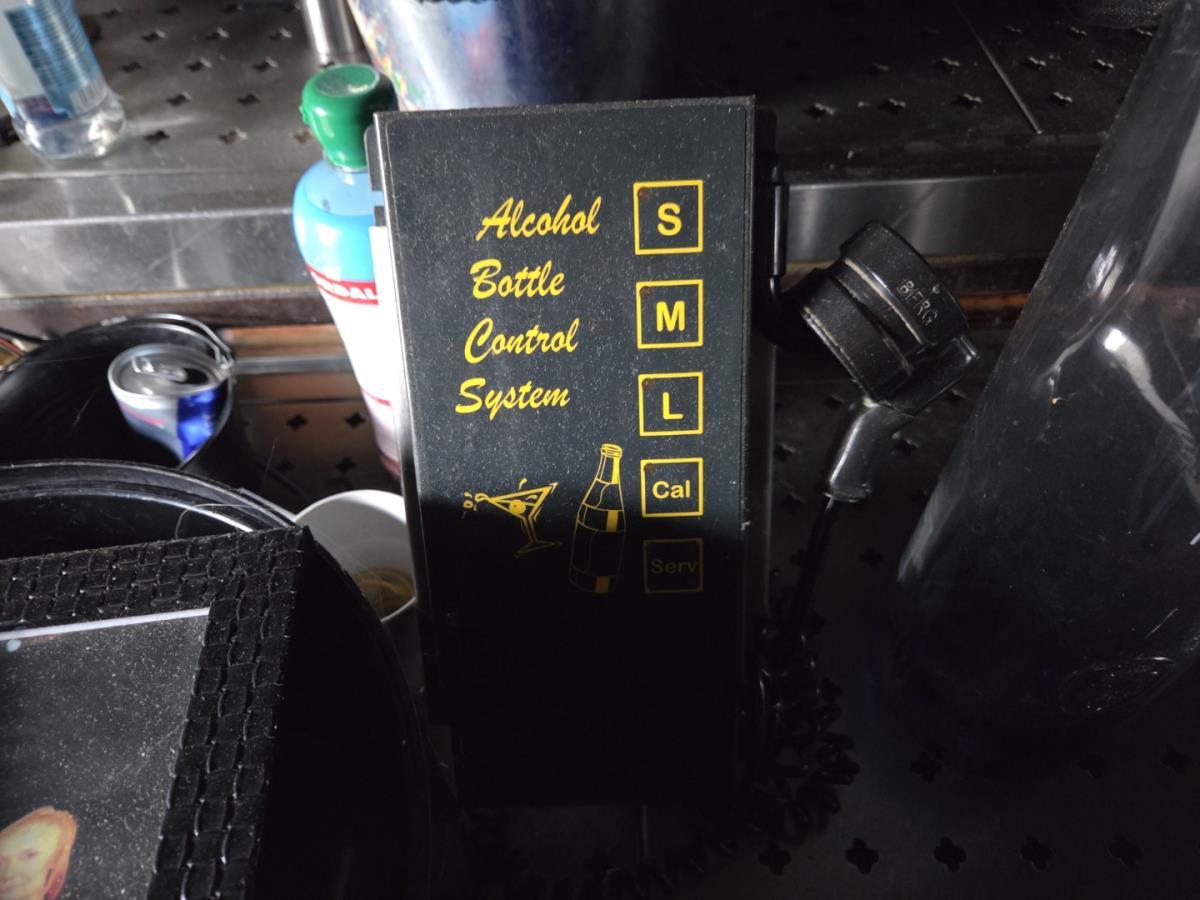 Alcohol
Bottle
Control
System
S
M
L
Cal
Serv
BERG